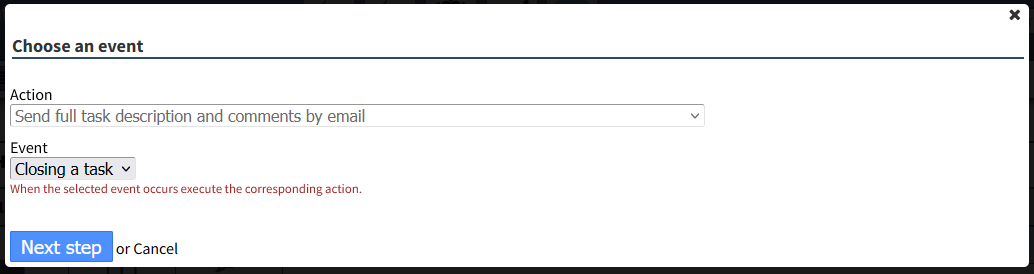 Choose an event
Action
Send full task description and comments by email
Event
Closing a task
When the selected event occurs execute the corresponding action.
Next step or Cancel